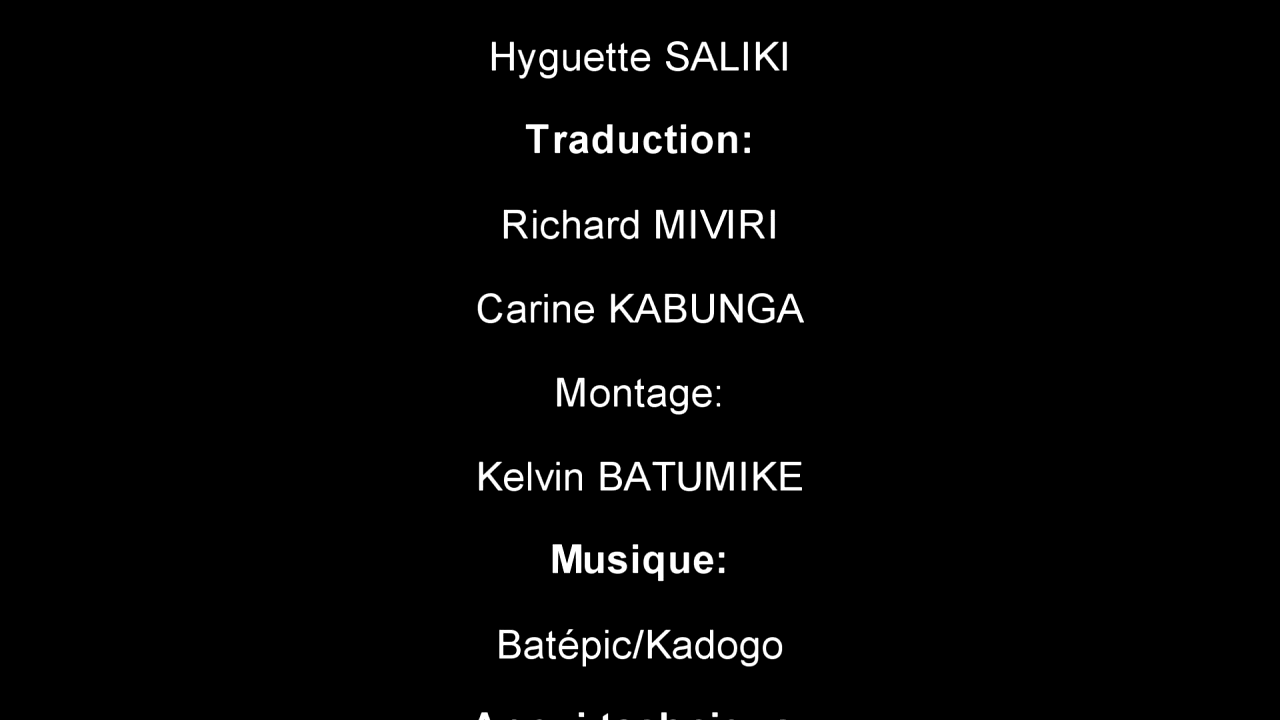 Hyguette SALIKI
Traduction:
Richard MIVIRI
Carine KABUNGA
Montage:
Kelvin BATUMIKE
Musique:
Batépic/Kadogo